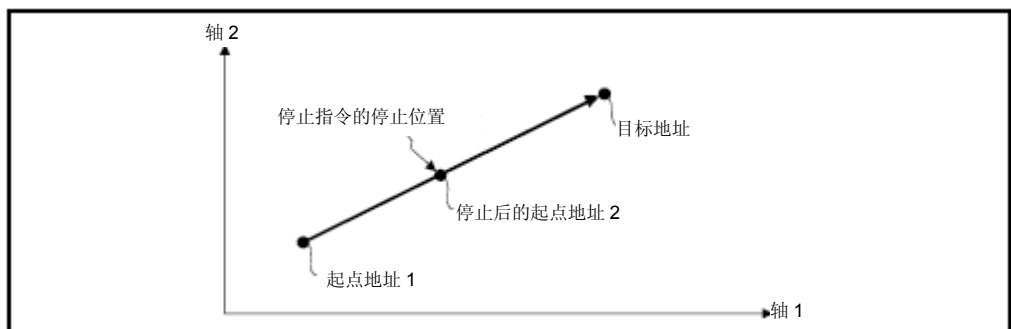 轴 2
停止指令的停止位置
目标地址
停止后的起点地址 2
起点地址 1
轴 1